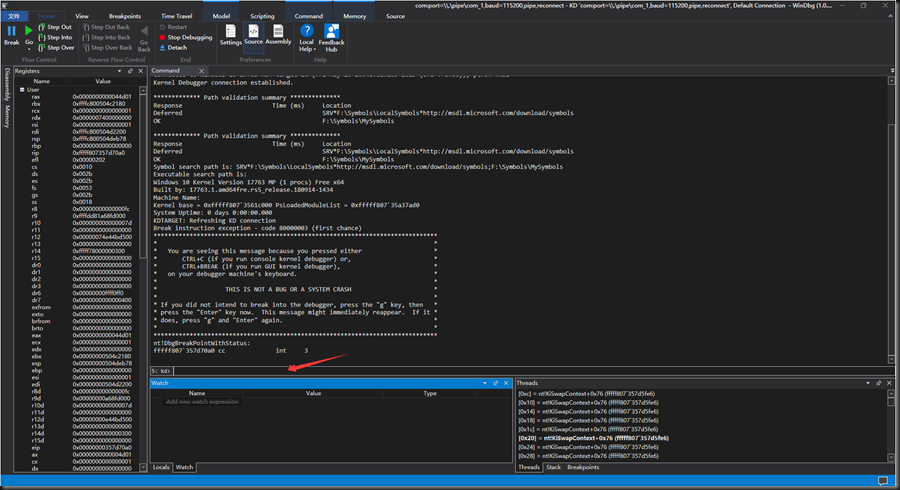 comport=\\.\pipe\com_1,baud=115200,pipe,reconnect - KD 'comport=\\.\pipe\com_1,baud=115200,pipe,reconnect', Default Connection - WinDbg (1.0...
文件 Home View Breakpoints Time Travel Model Scripting Command Memory Source
Break Go
Step Out
Step Into
Step Over
Step Out Back
Step Into Back
Step Over Back
Go Back
Restart
Stop Debugging
Detach
Settings Source Assembly
Local Help Feedback Hub
Flow Control Reverse Flow Control End Preferences Help
Disassembly Memory
Registers
Name Value
User
rax 0x0000000000044d01
rbx 0xffffc800504c2180
rcx 0x0000000000000001
rdx 0x0000007400000000
rsi 0x0000000000000001
rdi 0xffffc800504d2200
rsp 0xffffc800504deb78
rbp 0x0000000000000000
rip 0xfffff807357d70a0
efl 0x00000202
cs 0x0010
ds 0x002b
es 0x002b
fs 0x0053
gs 0x002b
ss 0x0018
r8 0x00000000000000fc
r9 0xffffdd81a68fd000
r10 0x000000000000007d
r11 0x0000000000000000
r12 0x00000074e44bd500
r13 0x0000000000000000
r14 0xfffff78000000300
r15 0x0000000000000000
dr0 0x0000000000000000
dr1 0x0000000000000000
dr2 0x0000000000000000
dr3 0x0000000000000000
dr6 0x00000000ffff0ff0
dr7 0x0000000000000400
exfrom 0x0000000000000000
exto 0x0000000000000000
brfrom 0x0000000000000000
brto 0x0000000000000000
eax 0x0000000000044d01
ecx 0x0000000000000001
edx 0x0000000000000000
ebx 0x00000000504c2180
esp 0x00000000504deb78
ebp 0x0000000000000000
esi 0x0000000000000001
edi 0x00000000504d2200
r8d 0x00000000000000fc
r9d 0x00000000a68fd000
r10d 0x000000000000007d
r11d 0x0000000000000000
r12d 0x00000000e44bd500
r13d 0x0000000000000000
r14d 0x0000000000000300
r15d 0x0000000000000000
eip 0x00000000357d70a0
ax 0x0000000000004d01
cx 0x0000000000000001
dx 0x0000000000000000
Command
Kernel Debugger connection established.
************* Path validation summary **************
Response Time (ms) Location
Deferred SRV*F:\Symbols\LocalSymbols*http://msdl.microsoft.com/download/symbols
OK F:\Symbols\MySymbols
************* Path validation summary **************
Response Time (ms) Location
Deferred SRV*F:\Symbols\LocalSymbols*http://msdl.microsoft.com/download/symbols
OK F:\Symbols\MySymbols
Symbol search path is: SRV*F:\Symbols\LocalSymbols*http://msdl.microsoft.com/download/symbols;F:\Symbols\MySymbols
Executable search path is:
Windows 10 Kernel Version 17763 MP (1 procs) Free x64
Built by: 17763.1.amd64fre.rs5_release.180914-1434
Machine Name:
Kernel base = 0xfffff807`3561c000 PsLoadedModuleList = 0xfffff807`35a37ad0
System Uptime: 0 days 0:00:00.000
KDTARGET: Refreshing KD connection
Break instruction exception - code 80000003 (first chance)
*******************************************************************************
* *
* You are seeing this message because you pressed either *
* CTRL+C (if you run console kernel debugger) or, *
* CTRL+BREAK (if you run GUI kernel debugger), *
* on your debugger machine's keyboard. *
* *
* THIS IS NOT A BUG OR A SYSTEM CRASH *
* *
* If you did not intend to break into the debugger, press the "g" key, then *
* press the "Enter" key now. This message might immediately reappear. If it *
* does, press "g" and "Enter" again. *
* *
*******************************************************************************
nt!DbgBreakPointWithStatus:
fffff807`357d70a0 cc int 3
5: kd>
Watch
Name Value Type
Add new watch expression
Locals Watch
Threads
[0xc] = nt!KiSwapContext+0x76 (fffff807`357d5fe6)
[0x10] = nt!KiSwapContext+0x76 (fffff807`357d5fe6)
[0x14] = nt!KiSwapContext+0x76 (fffff807`357d5fe6)
[0x18] = nt!KiSwapContext+0x76 (fffff807`357d5fe6)
[0x1c] = nt!KiSwapContext+0x76 (fffff807`357d5fe6)
[0x20] = nt!KiSwapContext+0x76 (fffff807`357d5fe6)
[0x24] = nt!KiSwapContext+0x76 (fffff807`357d5fe6)
[0x28] = nt!KiSwapContext+0x76 (fffff807`357d5fe6)
Threads Stack Breakpoints